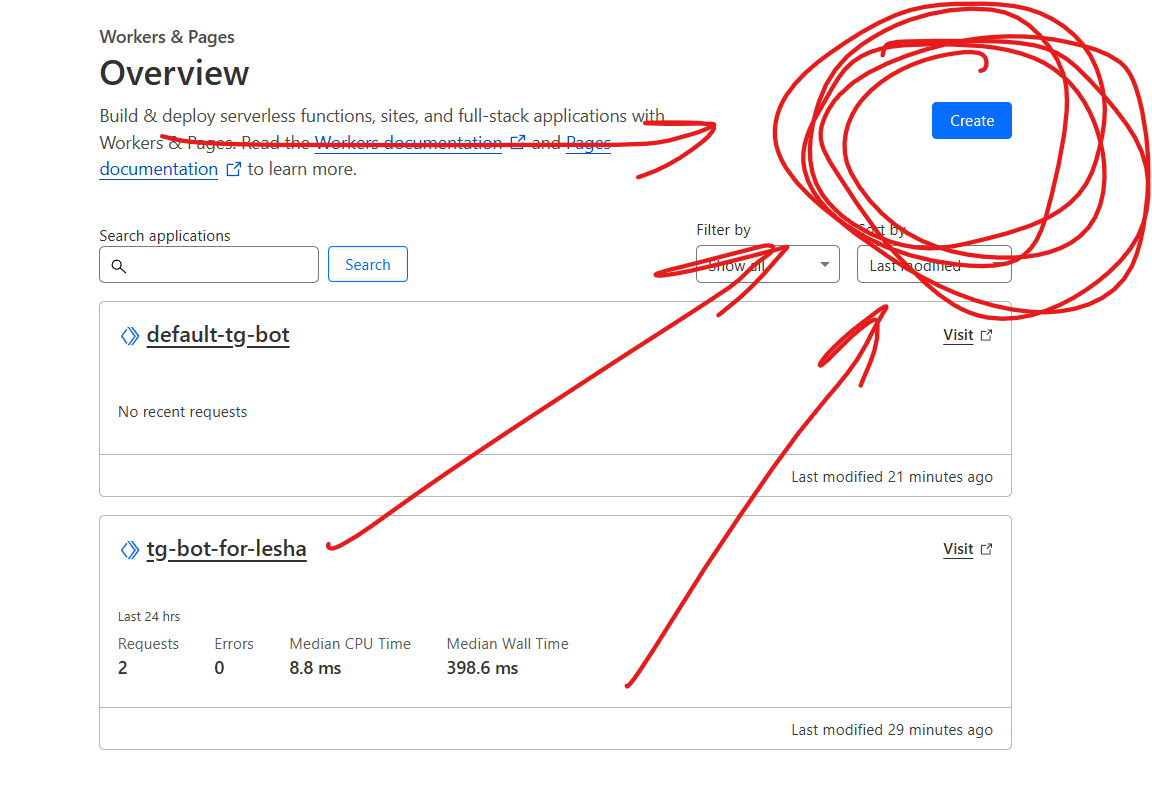 Workers & Pages
Overview
Build & deploy serverless functions, sites, and full-stack applications with
Workers & Pages. Read the Workers documentation and Pages
documentation to learn more.
Create
Search applications
Search
Filter by
Show all
Sort by
Last modified
default-tg-bot
Visit
No recent requests
Last modified 21 minutes ago
tg-bot-for-lesha
Visit
Last 24 hrs
Requests Errors Median CPU Time Median Wall Time
2 0 8.8 ms 398.6 ms
Last modified 29 minutes ago